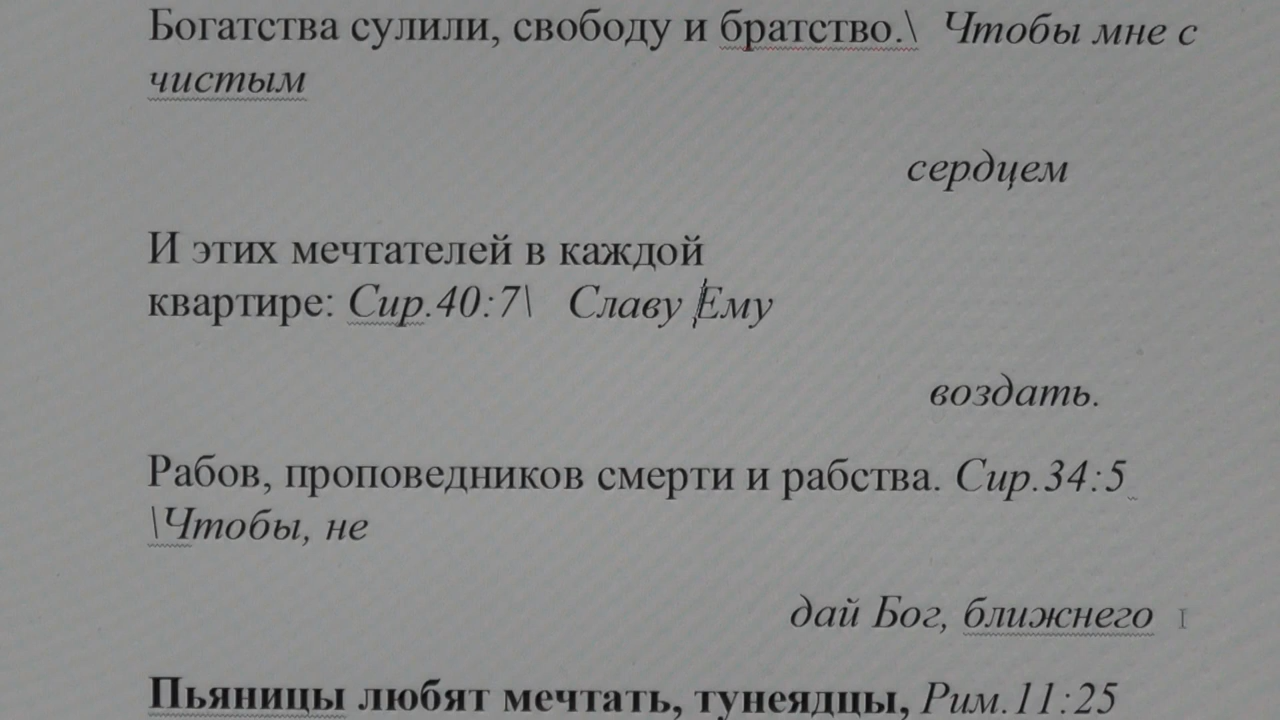 Богатства сулили, свободу и братство.\ Чтобы мне с
чистым
сердцем
И этих мечтателей в каждой
квартире: Сир.40:7\ Славу Ему
воздать.
Рабов, проповедников смерти и рабства. Сир.34:5
\Чтобы, не
дай Бог, ближнего
Пьяницы любят мечтать, тунеядцы, Рим.11:25